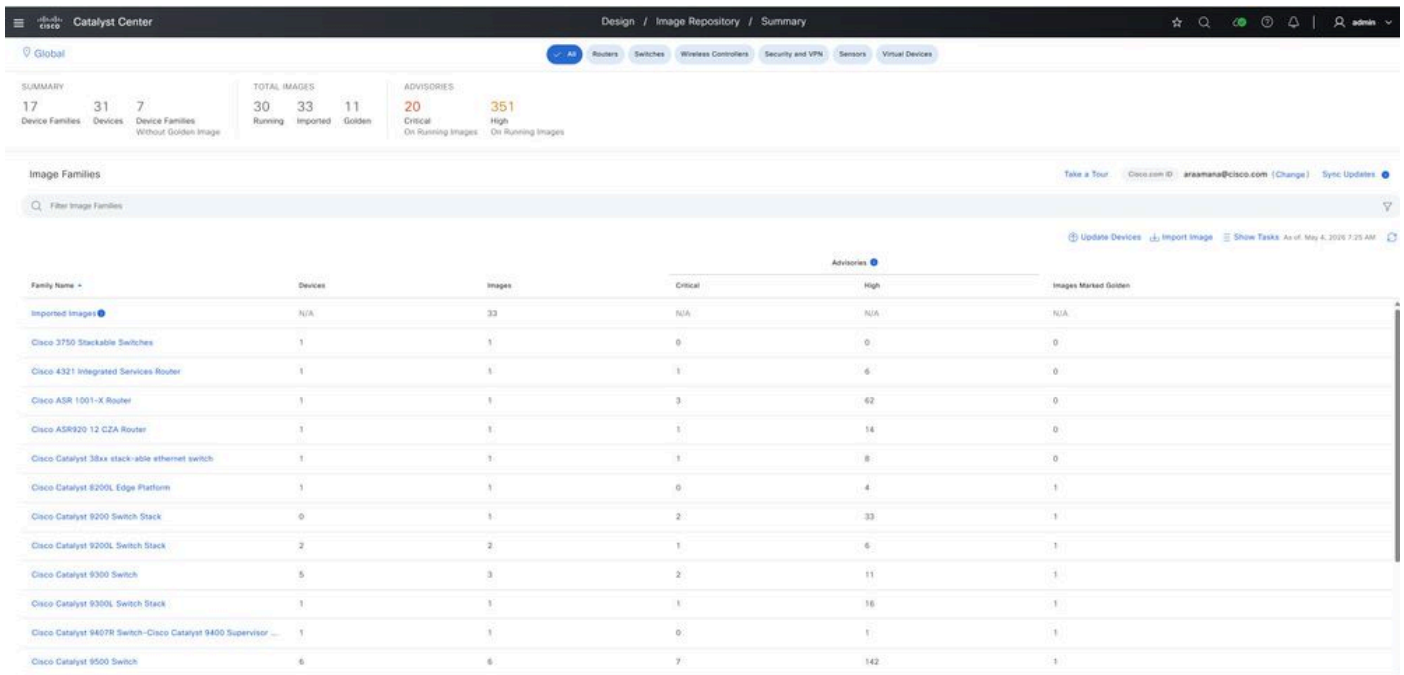 cisco Catalyst Center Design / Image Repository / Summary admin
Global All Routers Switches Wireless Controllers Security and VPN Sensors Virtual Devices
SUMMARY TOTAL IMAGES ADVISORIES
17 31 7 30 33 11 20 351
Device Families Devices Device Families Running Imported Golden Critical High
Without Golden Image On Running Images On Running Images
Image Families Take a Tour Cisco.com ID araamana@cisco.com (Change) Sync Updates
Filter Image Families
Update Devices Import Image Show Tasks As of: May 4, 2026 7:25 AM
Advisories
Family Name Devices Images Critical High Images Marked Golden
Imported Images N/A 33 N/A N/A N/A
Cisco 3750 Stackable Switches 1 1 0 0 0
Cisco 4321 Integrated Services Router 1 1 1 6 0
Cisco ASR 1001-X Router 1 1 3 62 0
Cisco ASR920 12 CZA Router 1 1 1 14 0
Cisco Catalyst 38xx stack-able ethernet switch 1 1 1 8 0
Cisco Catalyst 8200L Edge Platform 1 1 0 4 1
Cisco Catalyst 9200 Switch Stack 0 1 2 33 1
Cisco Catalyst 9200L Switch Stack 2 2 1 6 1
Cisco Catalyst 9300 Switch 5 3 2 11 1
Cisco Catalyst 9300L Switch Stack 1 1 1 16 1
Cisco Catalyst 9407R Switch-Cisco Catalyst 9400 Supervisor ... 1 1 0 1 1
Cisco Catalyst 9500 Switch 6 6 7 142 1